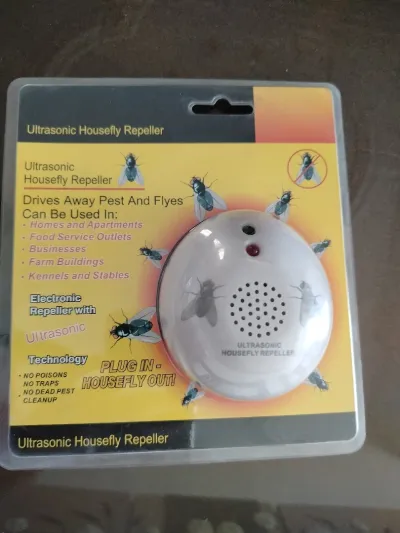 Ultrasonic Housefly Repeller
Ultrasonic
Housefly Repeller
Drives Away Pest And Flyes
Can Be Used In:
- Homes and Apartments
- Food Service Outlets
- Businesses
- Farm Buildings
- Kennels and Stables
Electronic
Repeller with
Ultrasonic
Technology
• NO POISONS
NO TRAPS
• NO DEAD PEST
CLEANUP
PLUG IN -
HOUSEFLY OUT!
ULTRASONIC
HOUSEFLY REPELLER
Ultrasonic Housefly Repeller